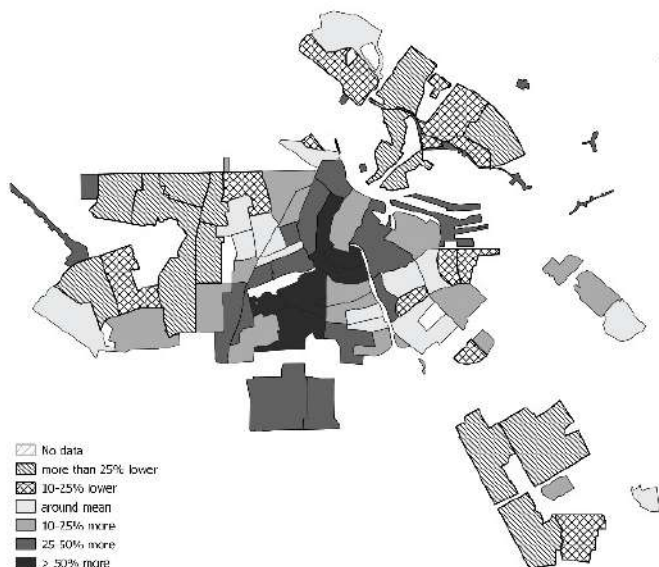 No data
more than 25% lower
10-25% lower
around mean
10-25% more
25-50% more
> 50% more